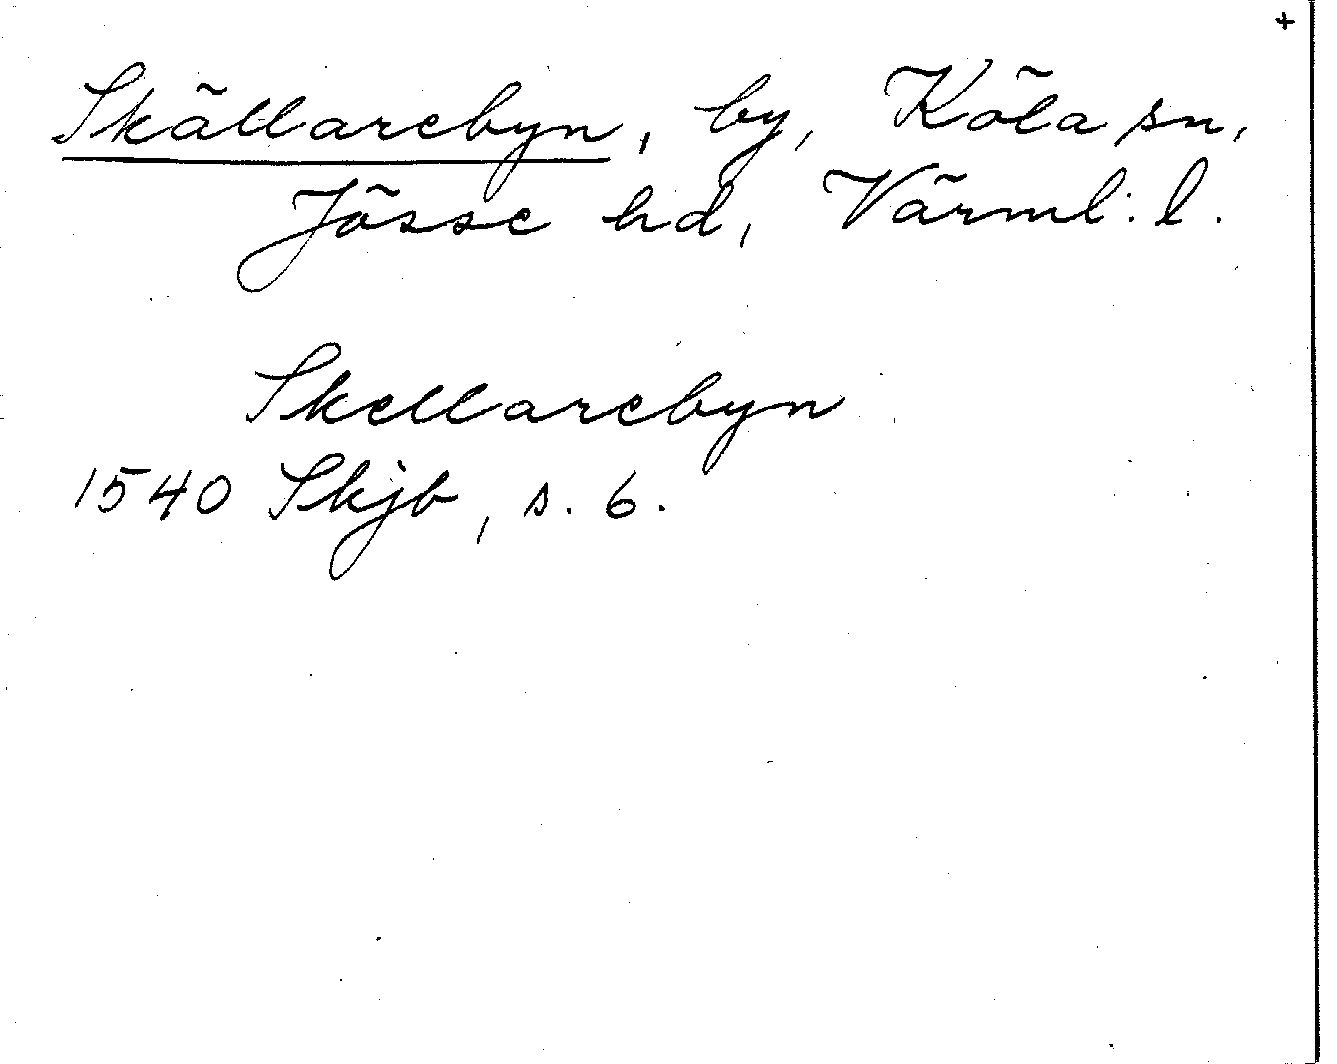 +
Skällarebyn, by, Köla sn,
Jösse hd, Värml. l.
Skellarebyn
1540 Skjb, s. 6.